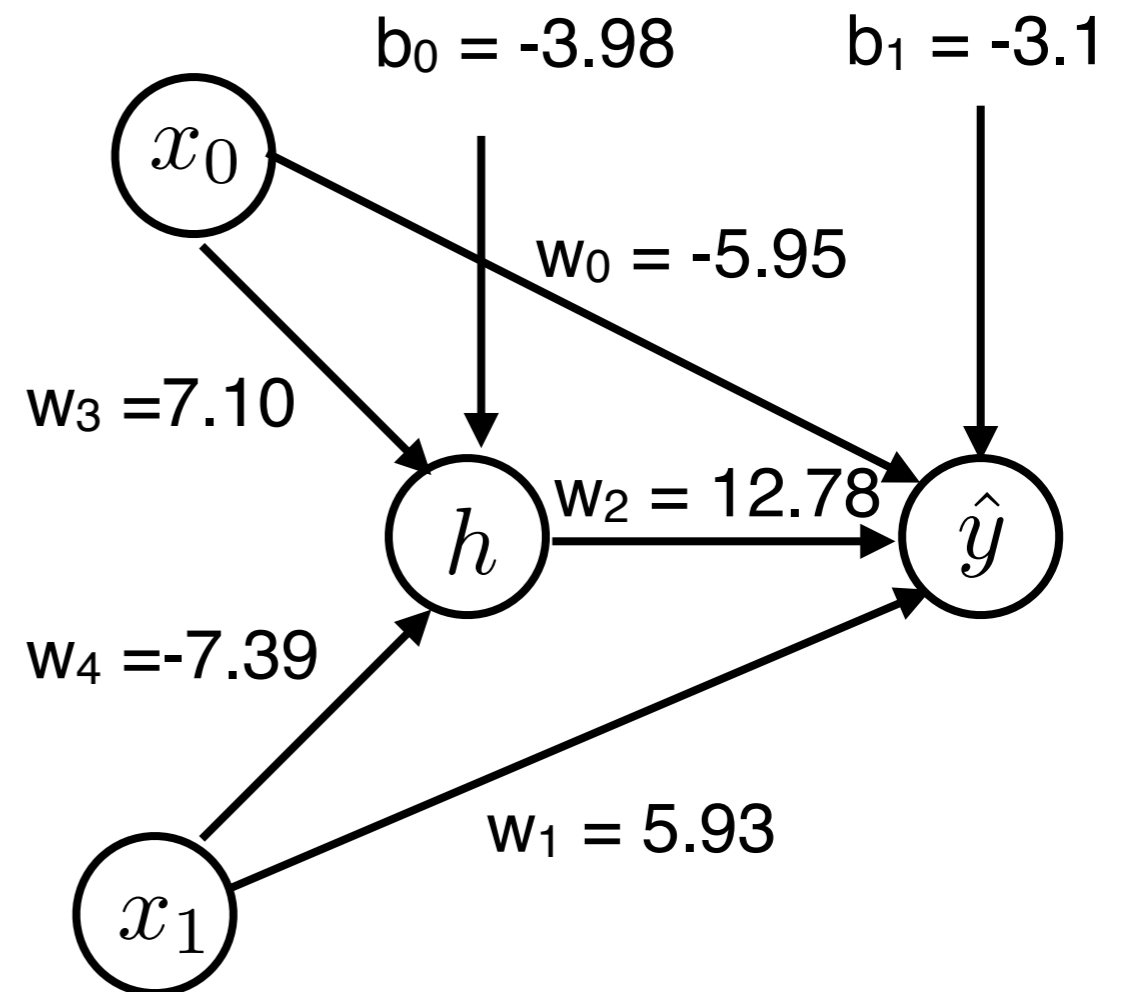 b₀ = -3.98
b₁ = -3.1
x₀
w₀ = -5.95
w₃ =7.10
w₂ = 12.78
h
ŷ
w₄ =-7.39
w₁ = 5.93
x₁